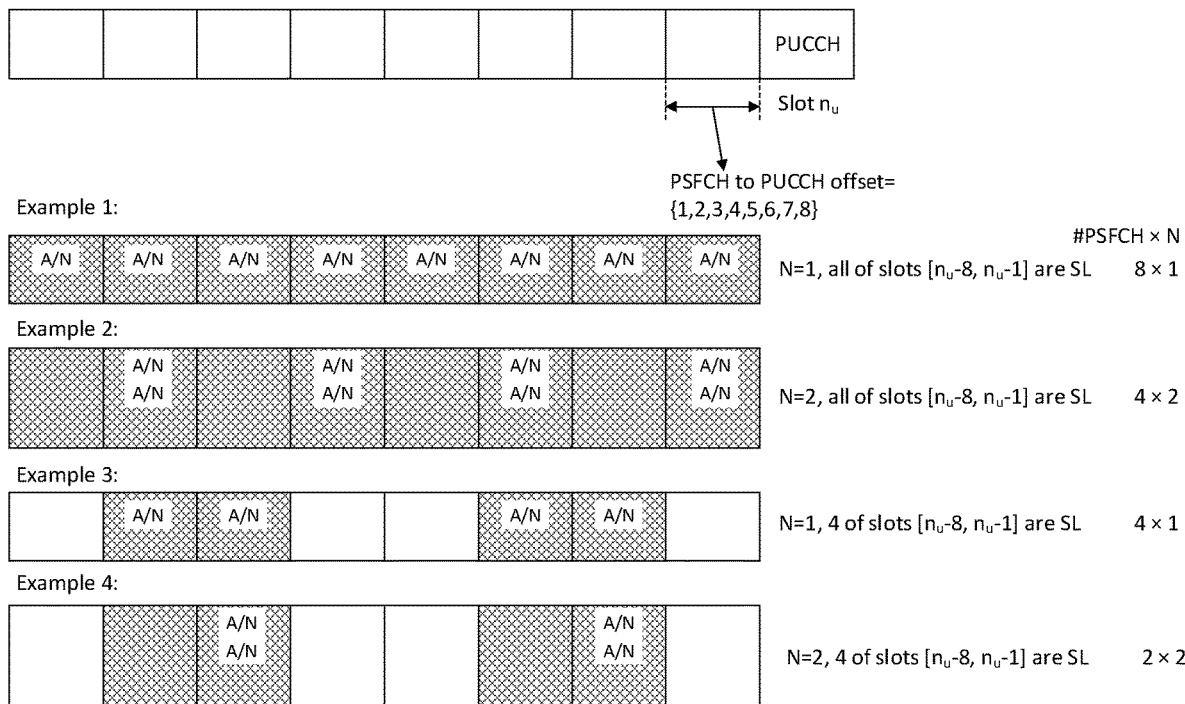 PUCCH
Slot nᵤ
PSFCH to PUCCH offset=
{1,2,3,4,5,6,7,8}
Example 1:
#PSFCH × N
A/N A/N A/N A/N A/N A/N A/N A/N
N=1, all of slots [nᵤ-8, nᵤ-1] are SL 8 × 1
Example 2:
A/N A/N A/N A/N
A/N A/N A/N A/N
N=2, all of slots [nᵤ-8, nᵤ-1] are SL 4 × 2
Example 3:
A/N A/N A/N A/N
N=1, 4 of slots [nᵤ-8, nᵤ-1] are SL 4 × 1
Example 4:
A/N A/N
A/N A/N
N=2, 4 of slots [nᵤ-8, nᵤ-1] are SL 2 × 2